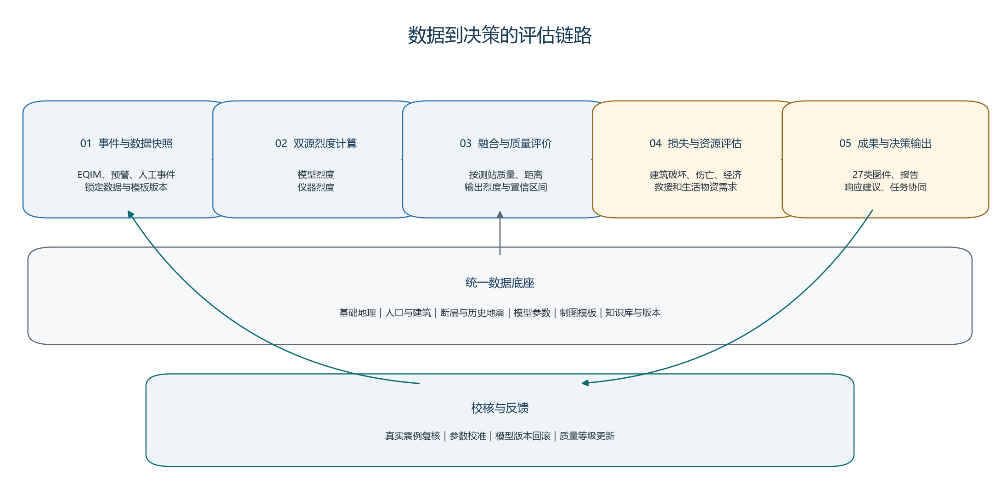 数据到决策的评估链路
01 事件与数据快照
EQIM、预警、人工事件
锁定数据与模板版本
02 双源烈度计算
模型烈度
仪器烈度
03 融合与质量评价
按测站质量、距离
输出烈度与置信区间
04 损失与资源评估
建筑破坏、伤亡、经济
救援和生活物资需求
05 成果与决策输出
27类图件、报告
响应建议、任务协同
统一数据底座
基础地理｜人口与建筑｜断层与历史地震｜模型参数｜制图模板｜知识库与版本
校核与反馈
真实震例复核｜参数校准｜模型版本回滚｜质量等级更新